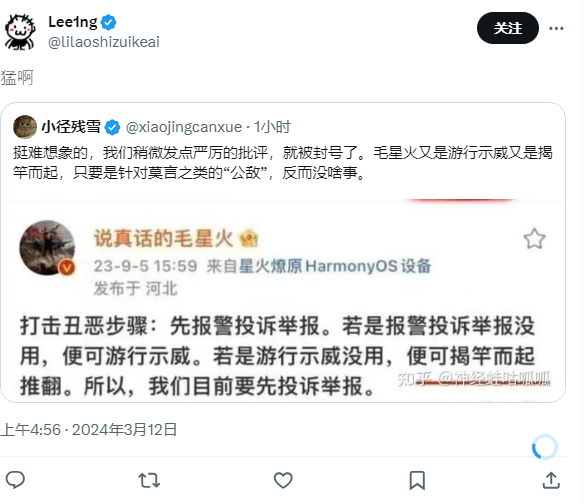 Lee1ng
@lilaoshizuikeai
关注
猛啊
小径残雪 @xiaojingcanxue · 1小时
挺难想象的，我们稍微发点严厉的批评，就被封号了。毛星火又是游行示威又是揭
竿而起，只要是针对莫言之类的“公敌”，反而没啥事。
说真话的毛星火
23-9-5 15:59 来自星火燎原HarmonyOS设备
发布于 河北
打击丑恶步骤：先报警投诉举报。若是报警投诉举报没
用，便可游行示威。若是游行示威没用，便可揭竿而起
推翻。所以，我们目前要先投诉举报。
知乎 @神经蛙咕呱呱
上午4:56 · 2024年3月12日